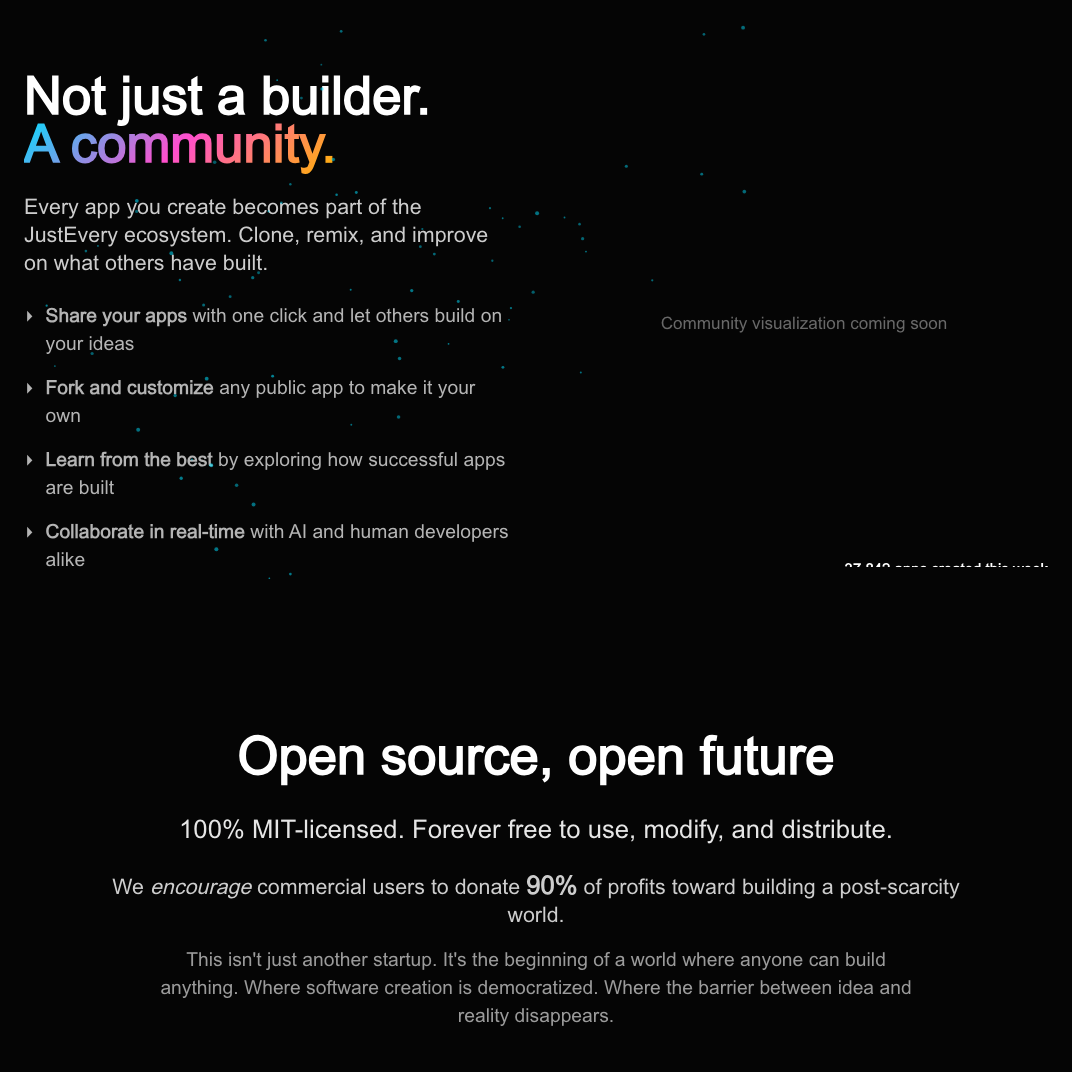 Not just a builder.
A community.
Every app you create becomes part of the
JustEvery ecosystem. Clone, remix, and improve
on what others have built.
Share your apps with one click and let others build on
your ideas
Fork and customize any public app to make it your
own
Learn from the best by exploring how successful apps
are built
Collaborate in real-time with AI and human developers
alike
Community visualization coming soon
apps created this week
Open source, open future
100% MIT-licensed. Forever free to use, modify, and distribute.
We encourage commercial users to donate 90% of profits toward building a post-scarcity
world.
This isn't just another startup. It's the beginning of a world where anyone can build
anything. Where software creation is democratized. Where the barrier between idea and
reality disappears.